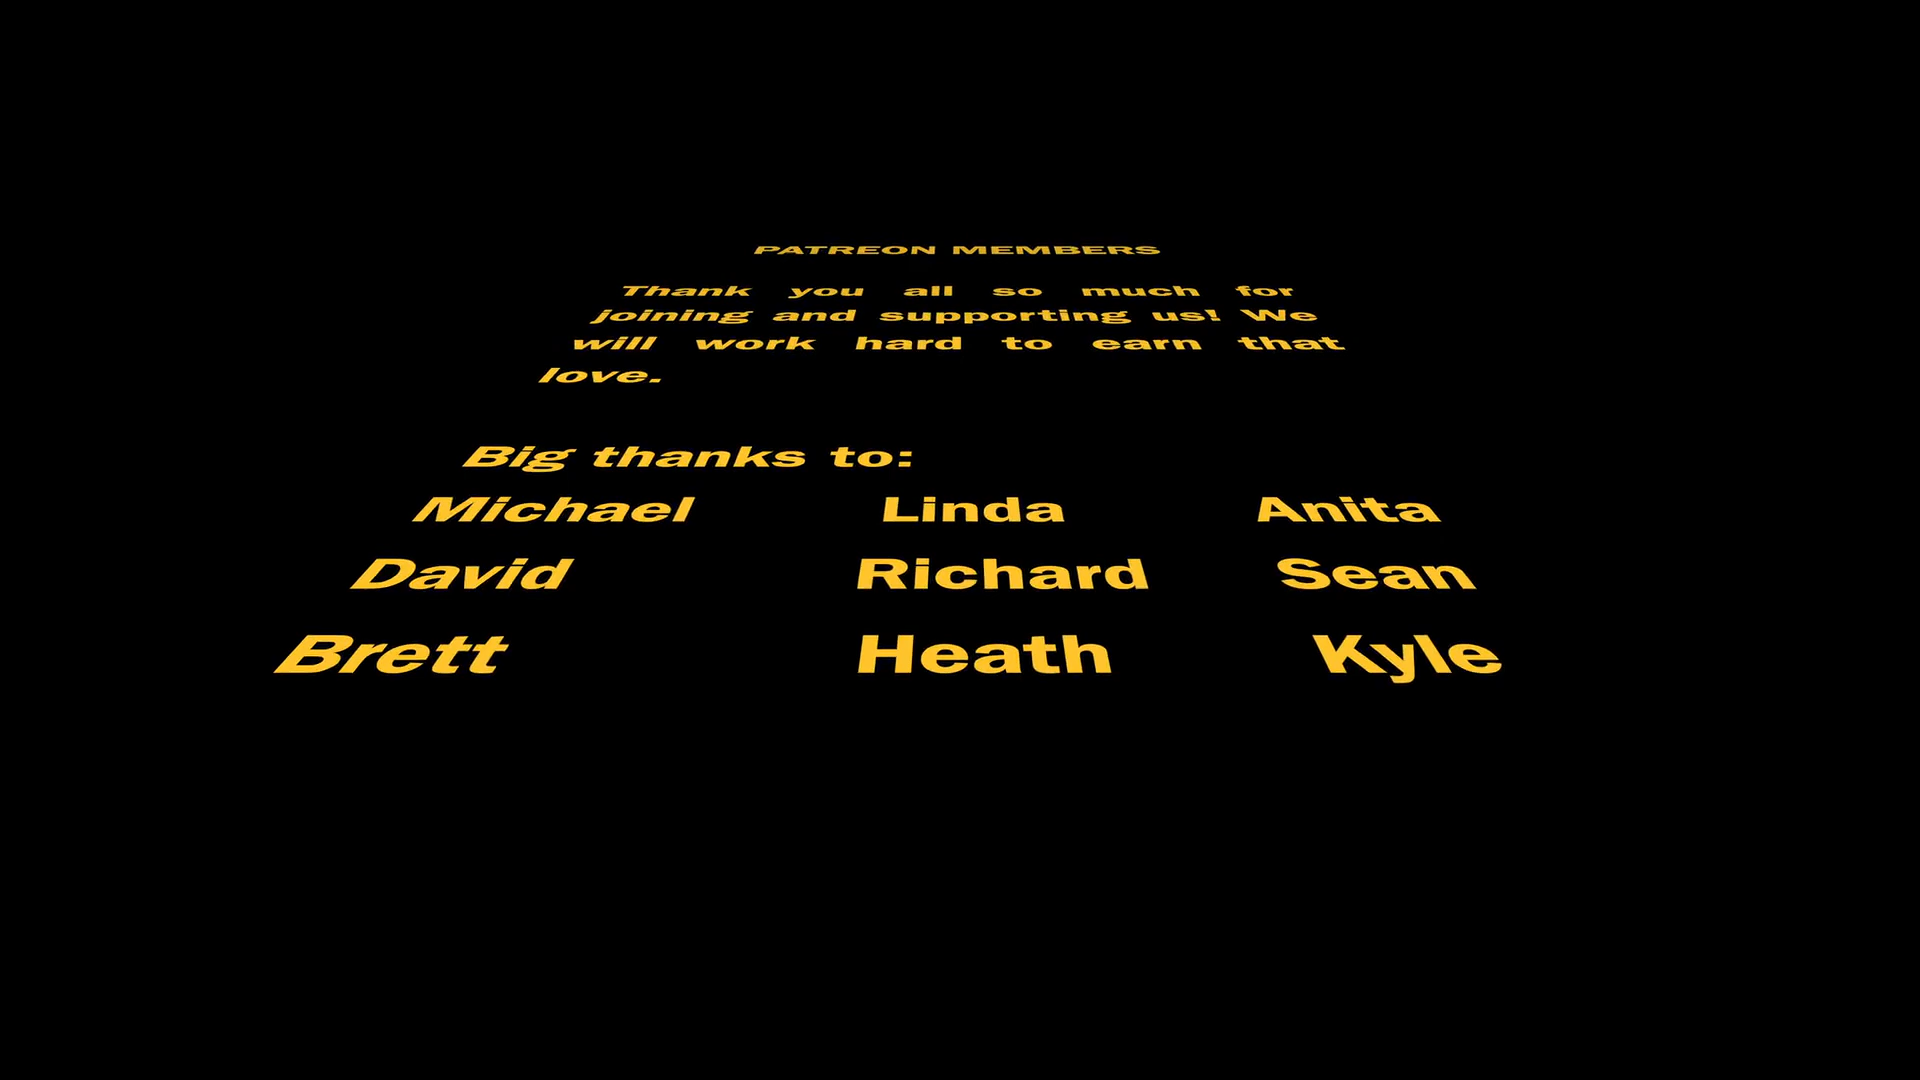 PATREON MEMBERS
Thank you all so much for
joining and supporting us! We
will work hard to earn that
love.
Big thanks to:
Michael Linda Anita
David Richard Sean
Brett Heath Kyle